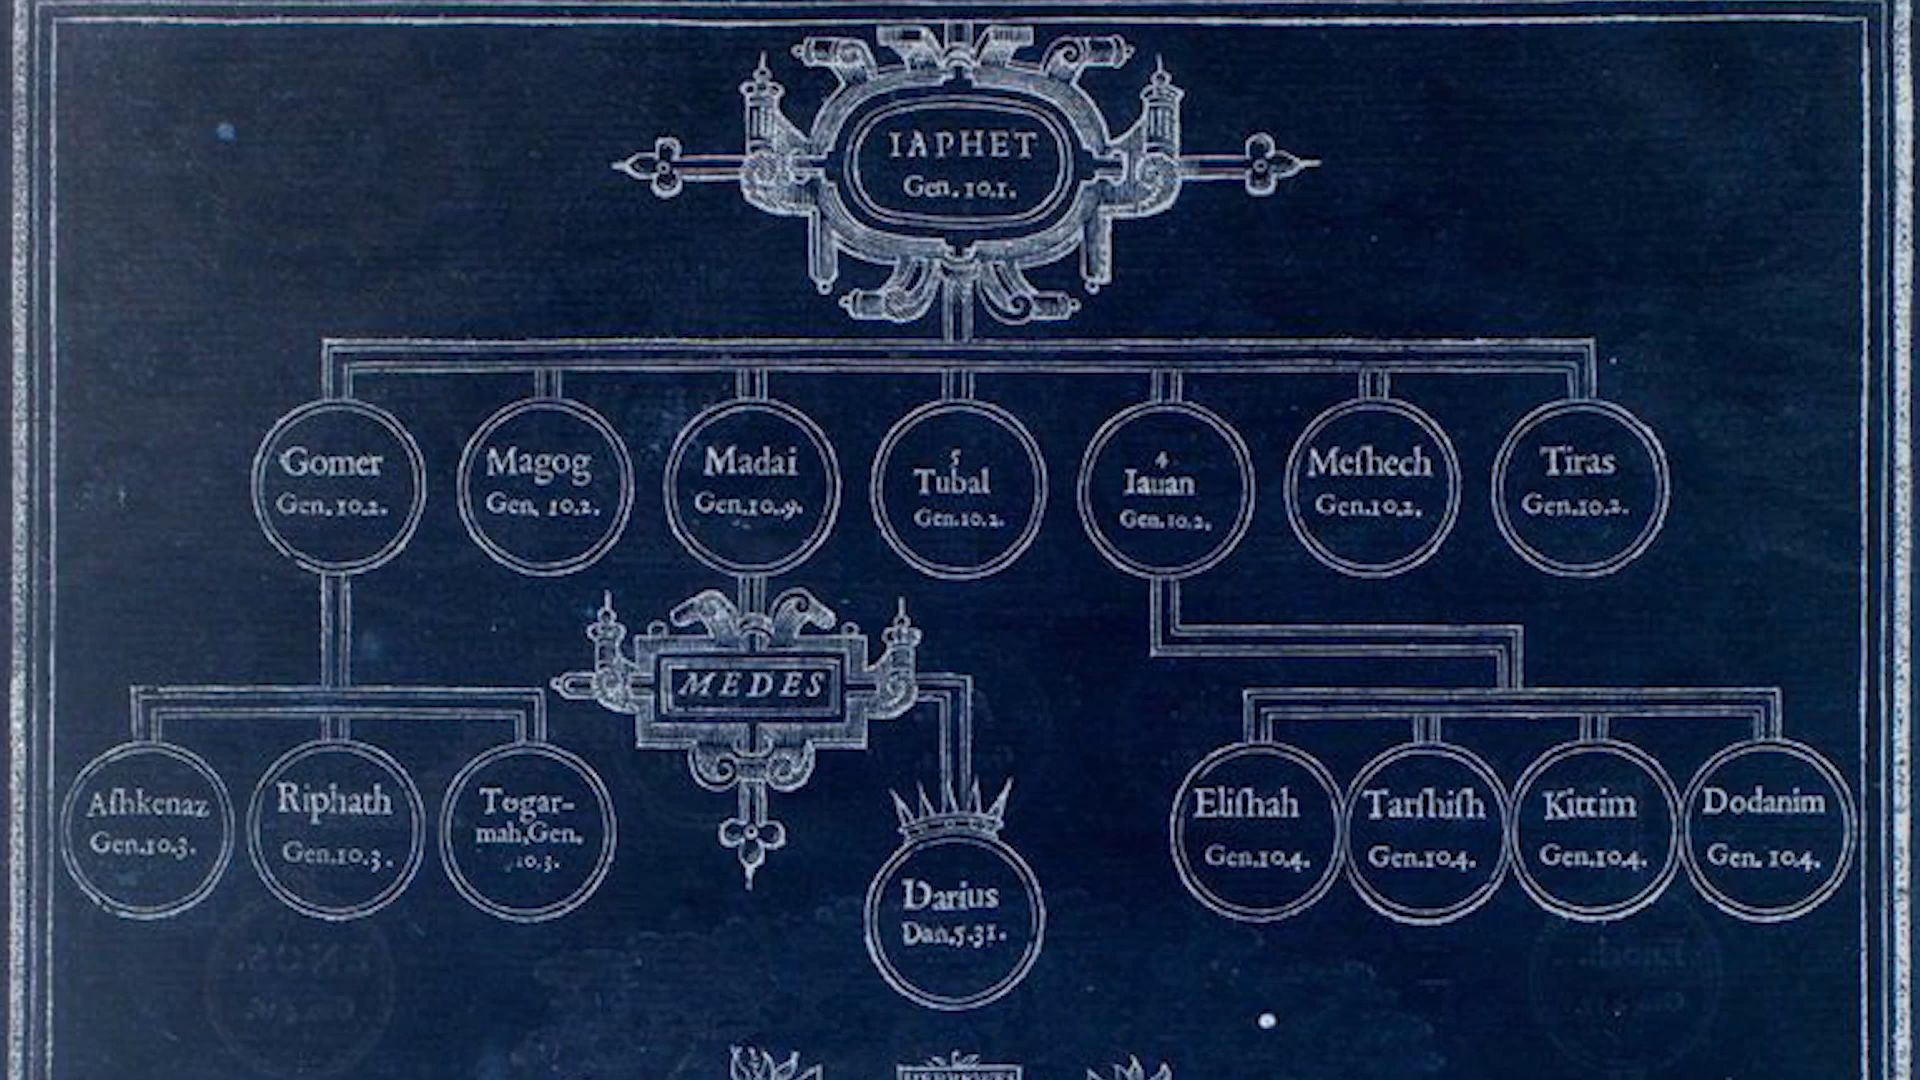 IAPHET
Gen. 10.1.
Gomer
Gen. 10.2.
Magog
Gen. 10.2.
Madai
Gen.10.9.
5
Tubal
Gen.10.2.
4
Iauan
Gen.10.2.
Meſhech
Gen.10.2.
Tiras
Gen.10.2.
MEDES
Aſhkenaz
Gen.10.3.
Riphath
Gen.10.3.
Togar-
mah,Gen.
10.3.
Darius
Dan.5.31.
Eliſhah
Gen.10.4.
Tarſhiſh
Gen.10.4.
Kittim
Gen.10.4.
Dodanim
Gen. 10.4.